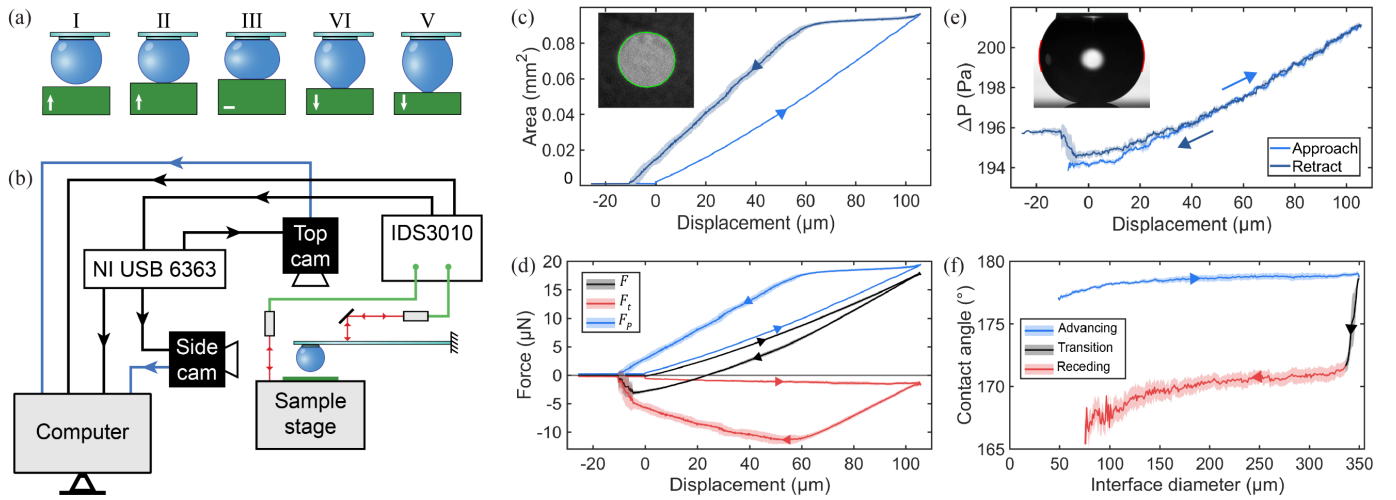 (a)
I II III VI V
(b)
NI USB 6363
Top
cam
IDS3010
Side
cam
Computer
Sample
stage
(c)
Area (mm²)
0.08
0.06
0.04
0.02
0
-20 0 20 40 60 80 100
Displacement (μm)
(d)
Force (μN)
20
15
10
5
0
-5
-10
F
Ft
Fp
-20 0 20 40 60 80 100
Displacement (μm)
(e)
ΔP (Pa)
200
198
196
194
Approach
Retract
-20 0 20 40 60 80 100
Displacement (μm)
(f)
Contact angle (°)
180
175
170
165
Advancing
Transition
Receding
0 50 100 150 200 250 300 350
Interface diameter (μm)